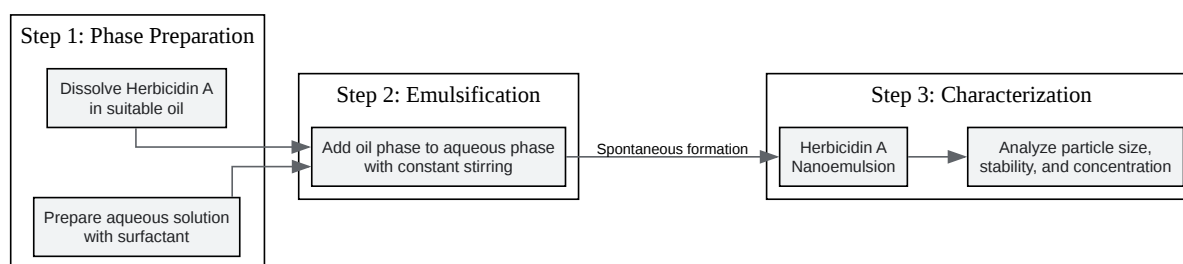 Step 1: Phase Preparation
Dissolve Herbicidin A
in suitable oil
Prepare aqueous solution
with surfactant
Step 2: Emulsification
Add oil phase to aqueous phase
with constant stirring
Spontaneous formation
Step 3: Characterization
Herbicidin A
Nanoemulsion
Analyze particle size,
stability, and concentration